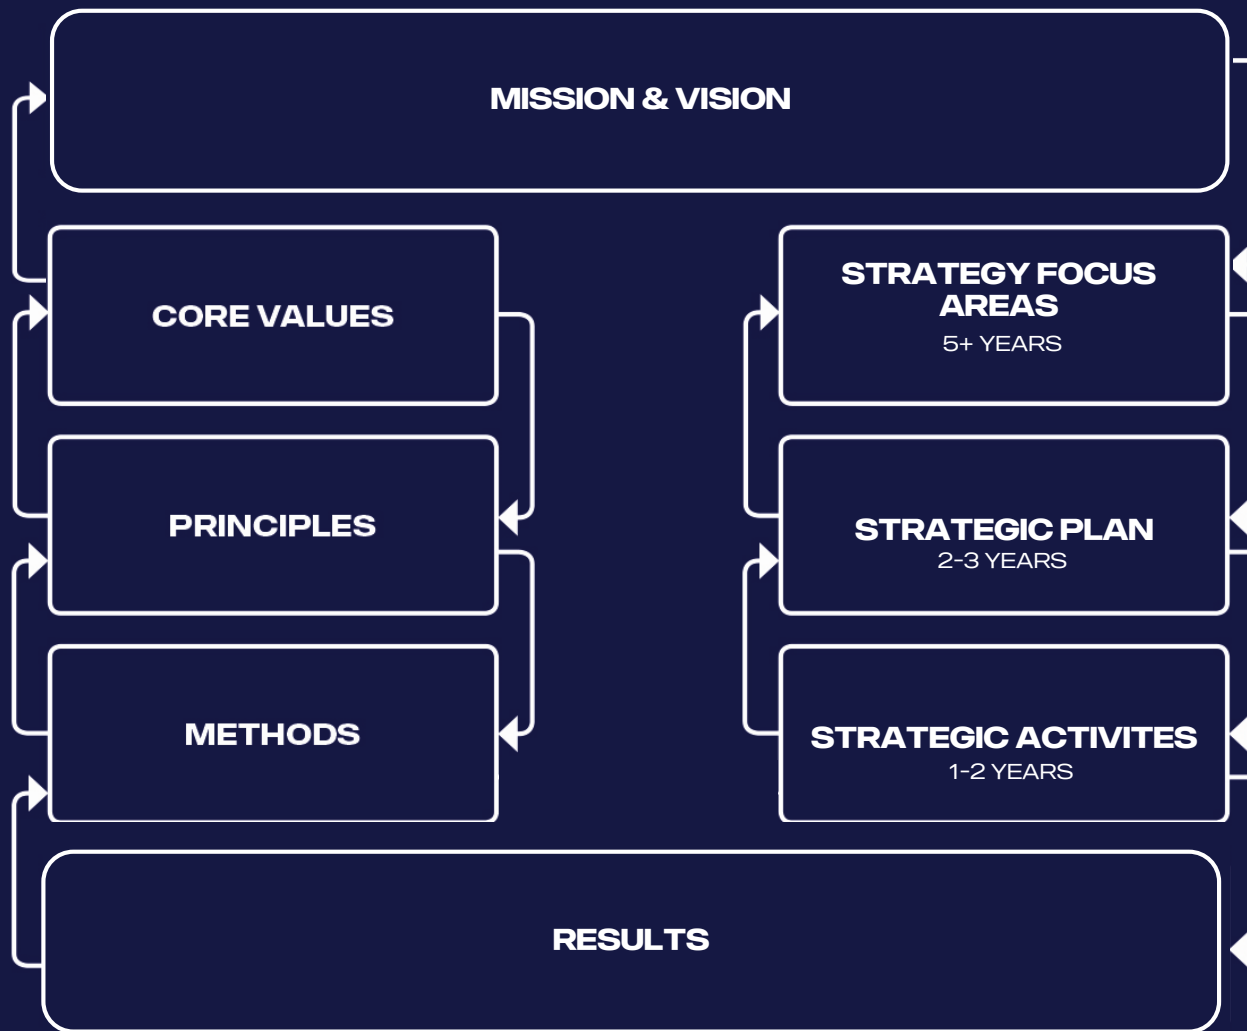 MISSION & VISION
CORE VALUES
PRINCIPLES
METHODS
STRATEGY FOCUS
AREAS
5+ YEARS
STRATEGIC PLAN
2-3 YEARS
STRATEGIC ACTIVITES
1-2 YEARS
RESULTS